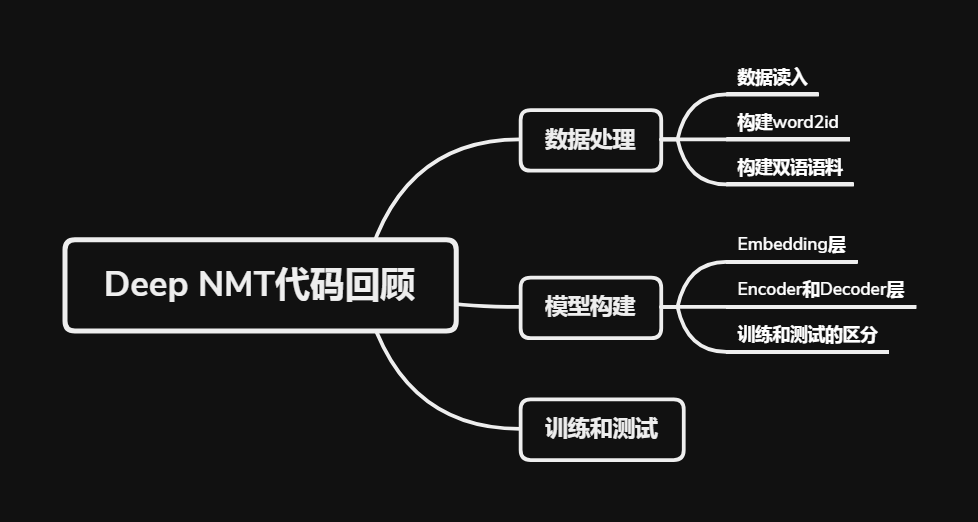 Deep NMT代码回顾
数据处理
数据读入
构建word2id
构建双语语料
模型构建
Embedding层
Encoder和Decoder层
训练和测试的区分
训练和测试